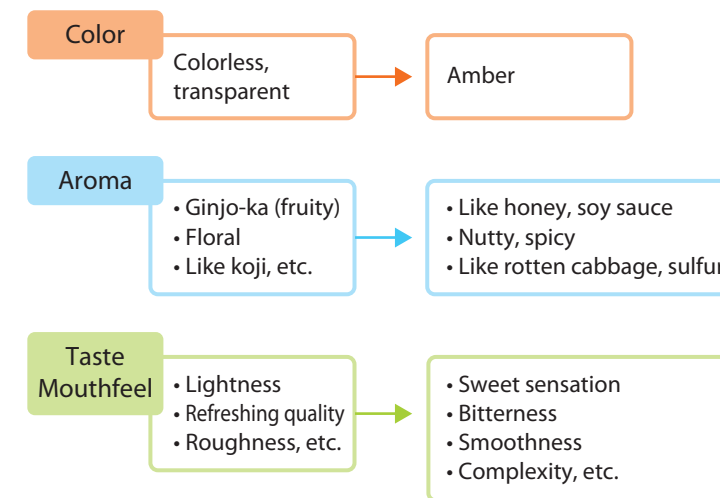 Color
Colorless,
transparent
Amber
Aroma
• Ginjo-ka (fruity)
• Floral
• Like koji, etc.
• Like honey, soy sauce
• Nutty, spicy
• Like rotten cabbage, sulfur
Taste
Mouthfeel
• Lightness
• Refreshing quality
• Roughness, etc.
• Sweet sensation
• Bitterness
• Smoothness
• Complexity, etc.